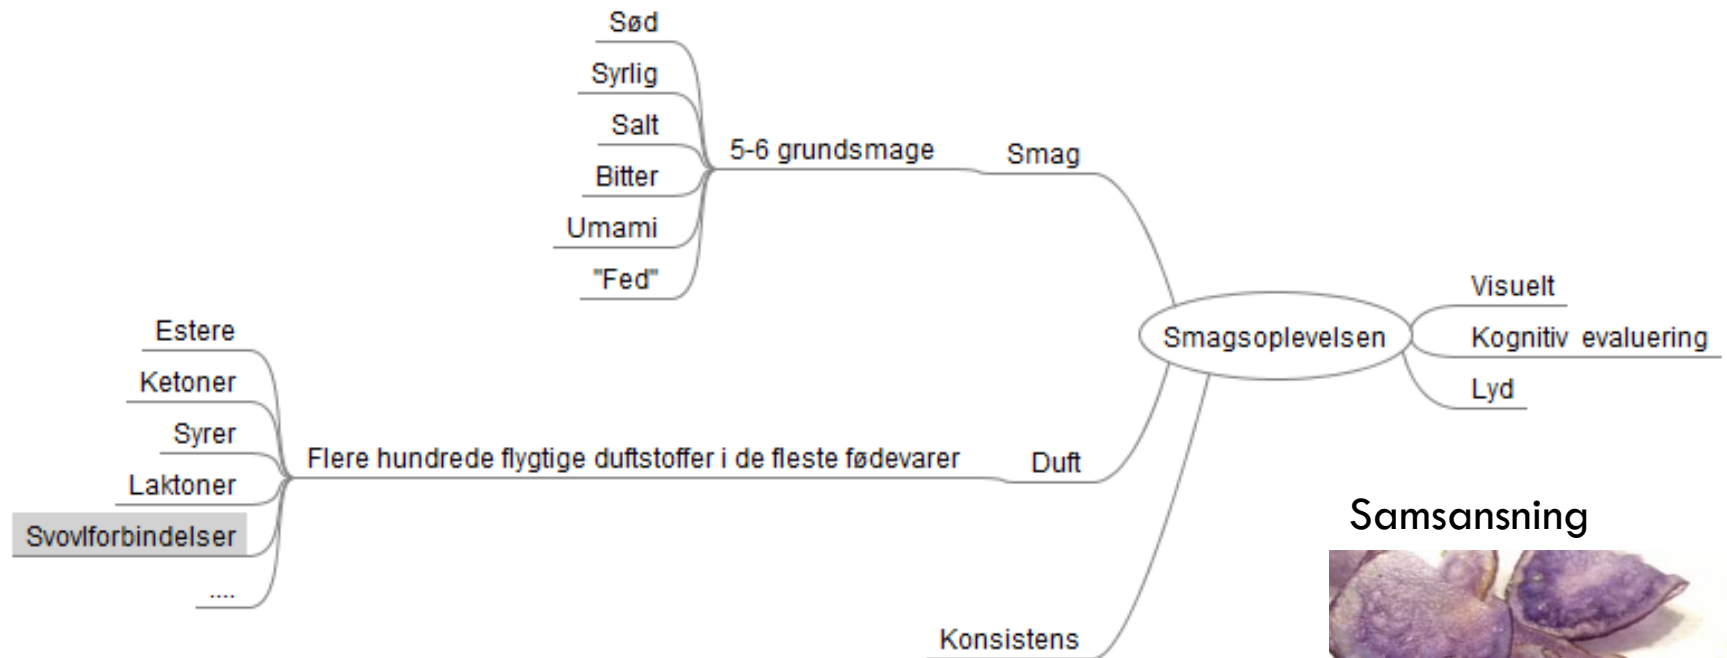 Sød
Syrlig
Salt
Bitter
Umami
"Fed"
5-6 grundsmage
Smag
Estere
Ketoner
Syrer
Laktoner
Svovlforbindelser
....
Flere hundrede flygtige duftstoffer i de fleste fødevarer
Duft
Konsistens
Smagsoplevelsen
Visuelt
Kognitiv evaluering
Lyd
Samsansning